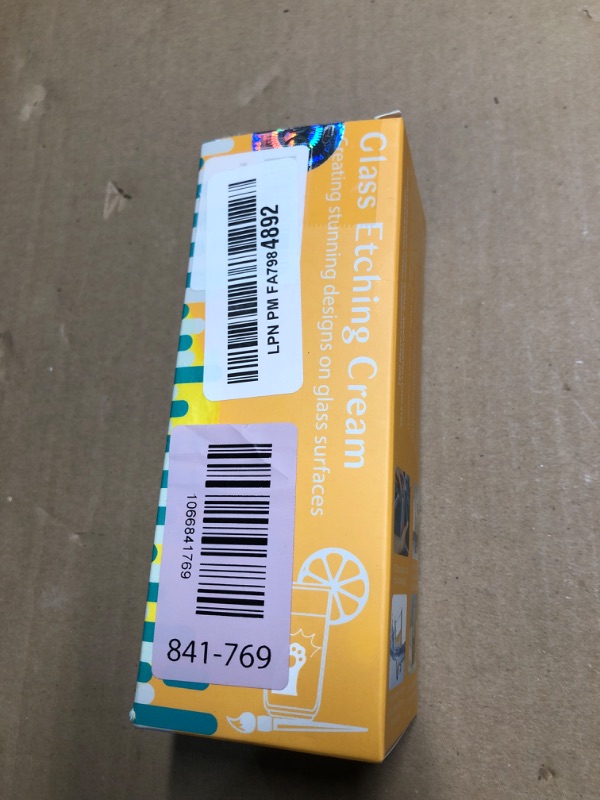 Glass Etching Cream
Creating stunning designs on glass surfaces
LPN PM FA7984892
1066841769
841-769